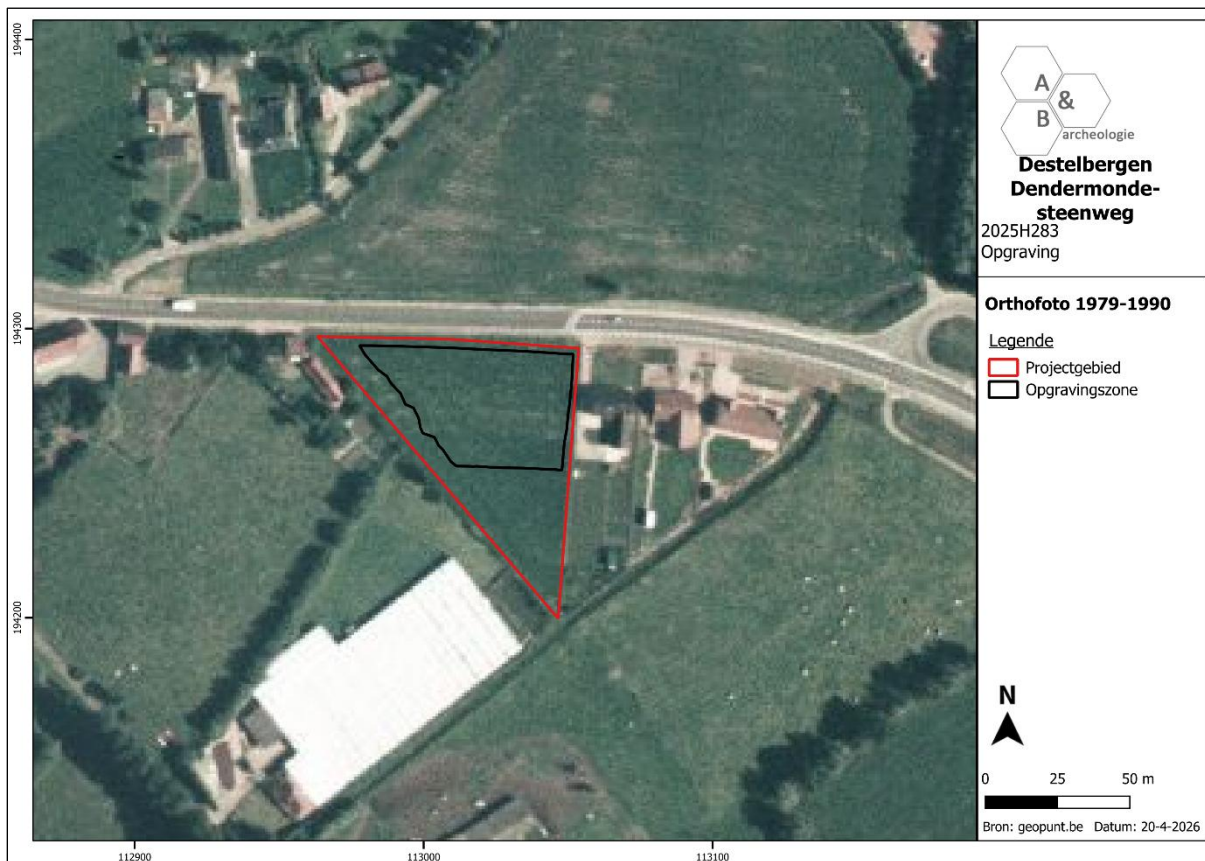 194400
194300
194200
112900
113000
113100
A
&
B
archeologie
Destelbergen
Dendermonde-
steenweg
2025H283
Opgraving
Orthofoto 1979-1990
Legende
Projectgebied
Opgravingszone
N
0 25 50 m
Bron: geopunt.be Datum: 20-4-2026